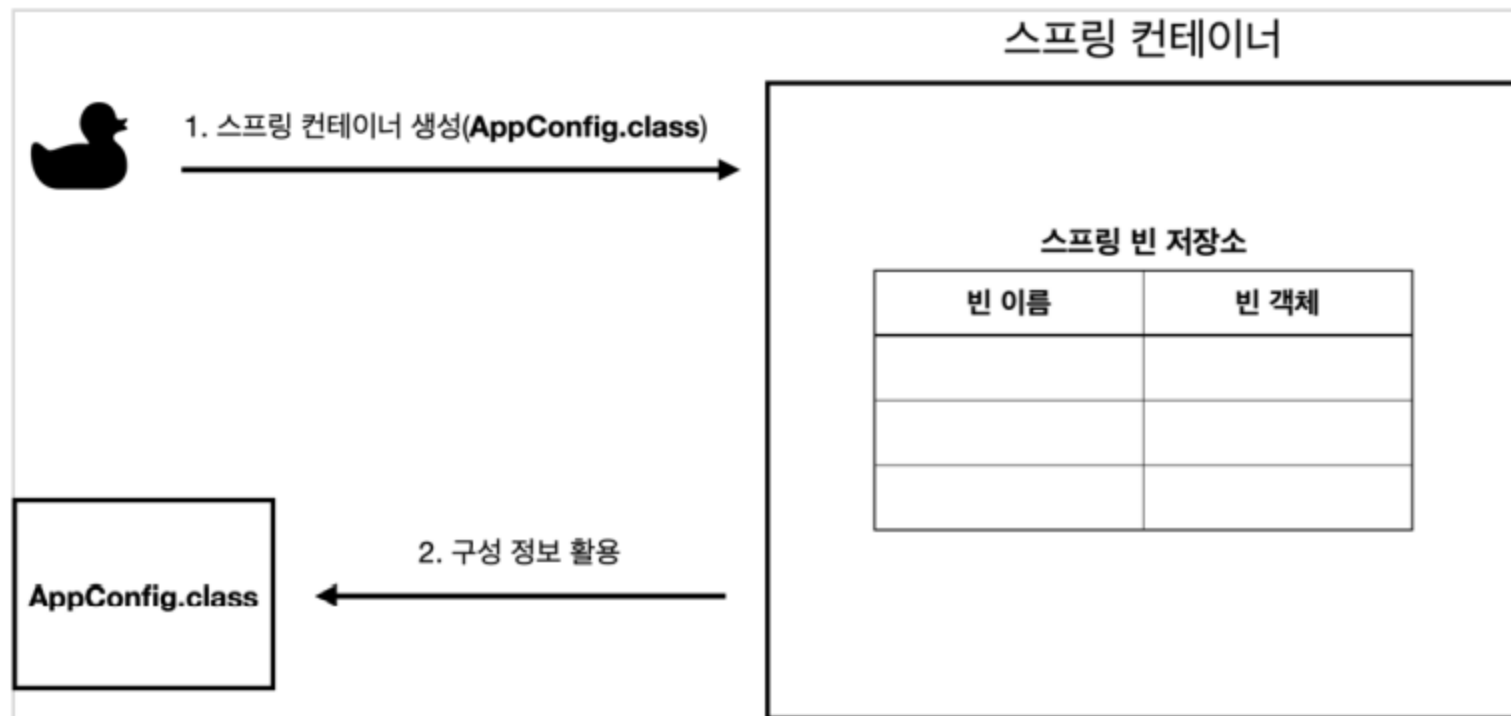 스프링 컨테이너
1. 스프링 컨테이너 생성(AppConfig.class)
스프링 빈 저장소
빈 이름 빈 객체
2. 구성 정보 활용
AppConfig.class